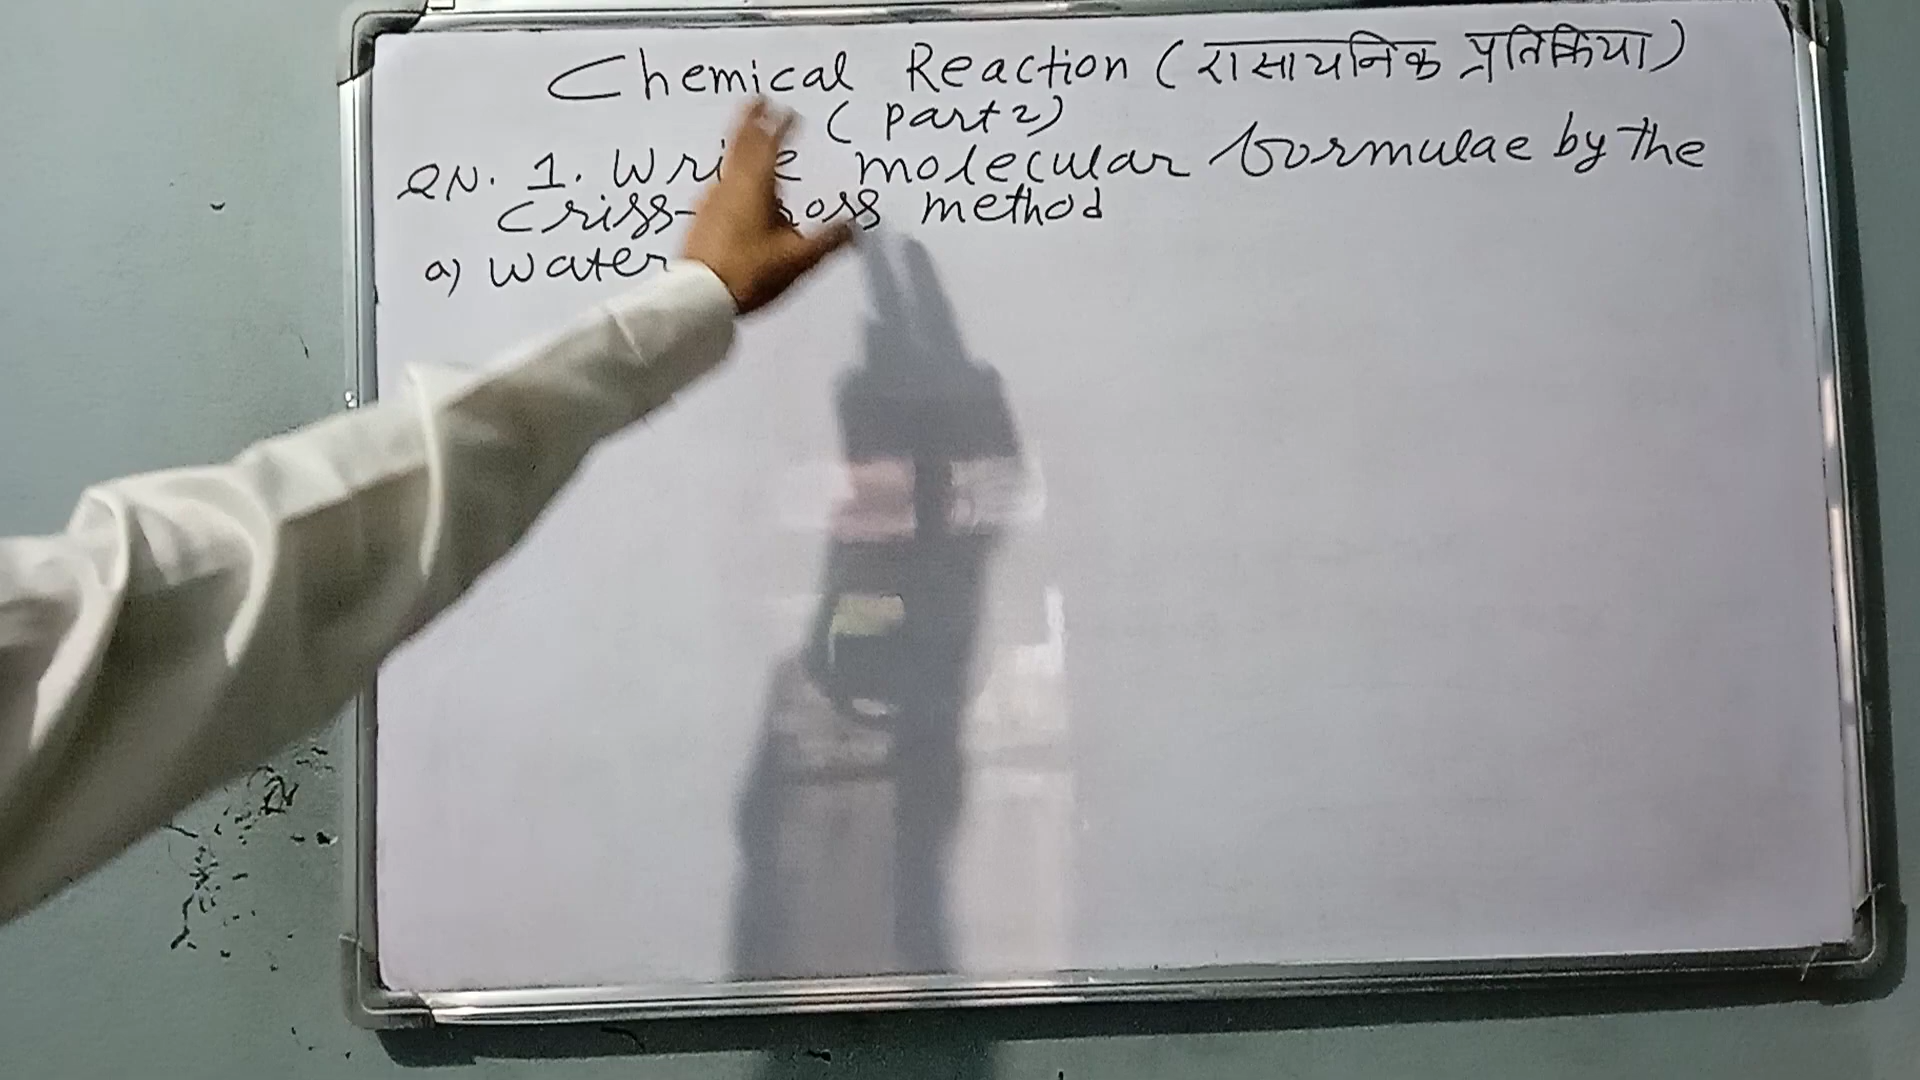 Chemical Reaction (रासायनिक प्रतिक्रिया)
(Part 2)
QN. 1. Write molecular formulae by the
criss-cross method
a) Water